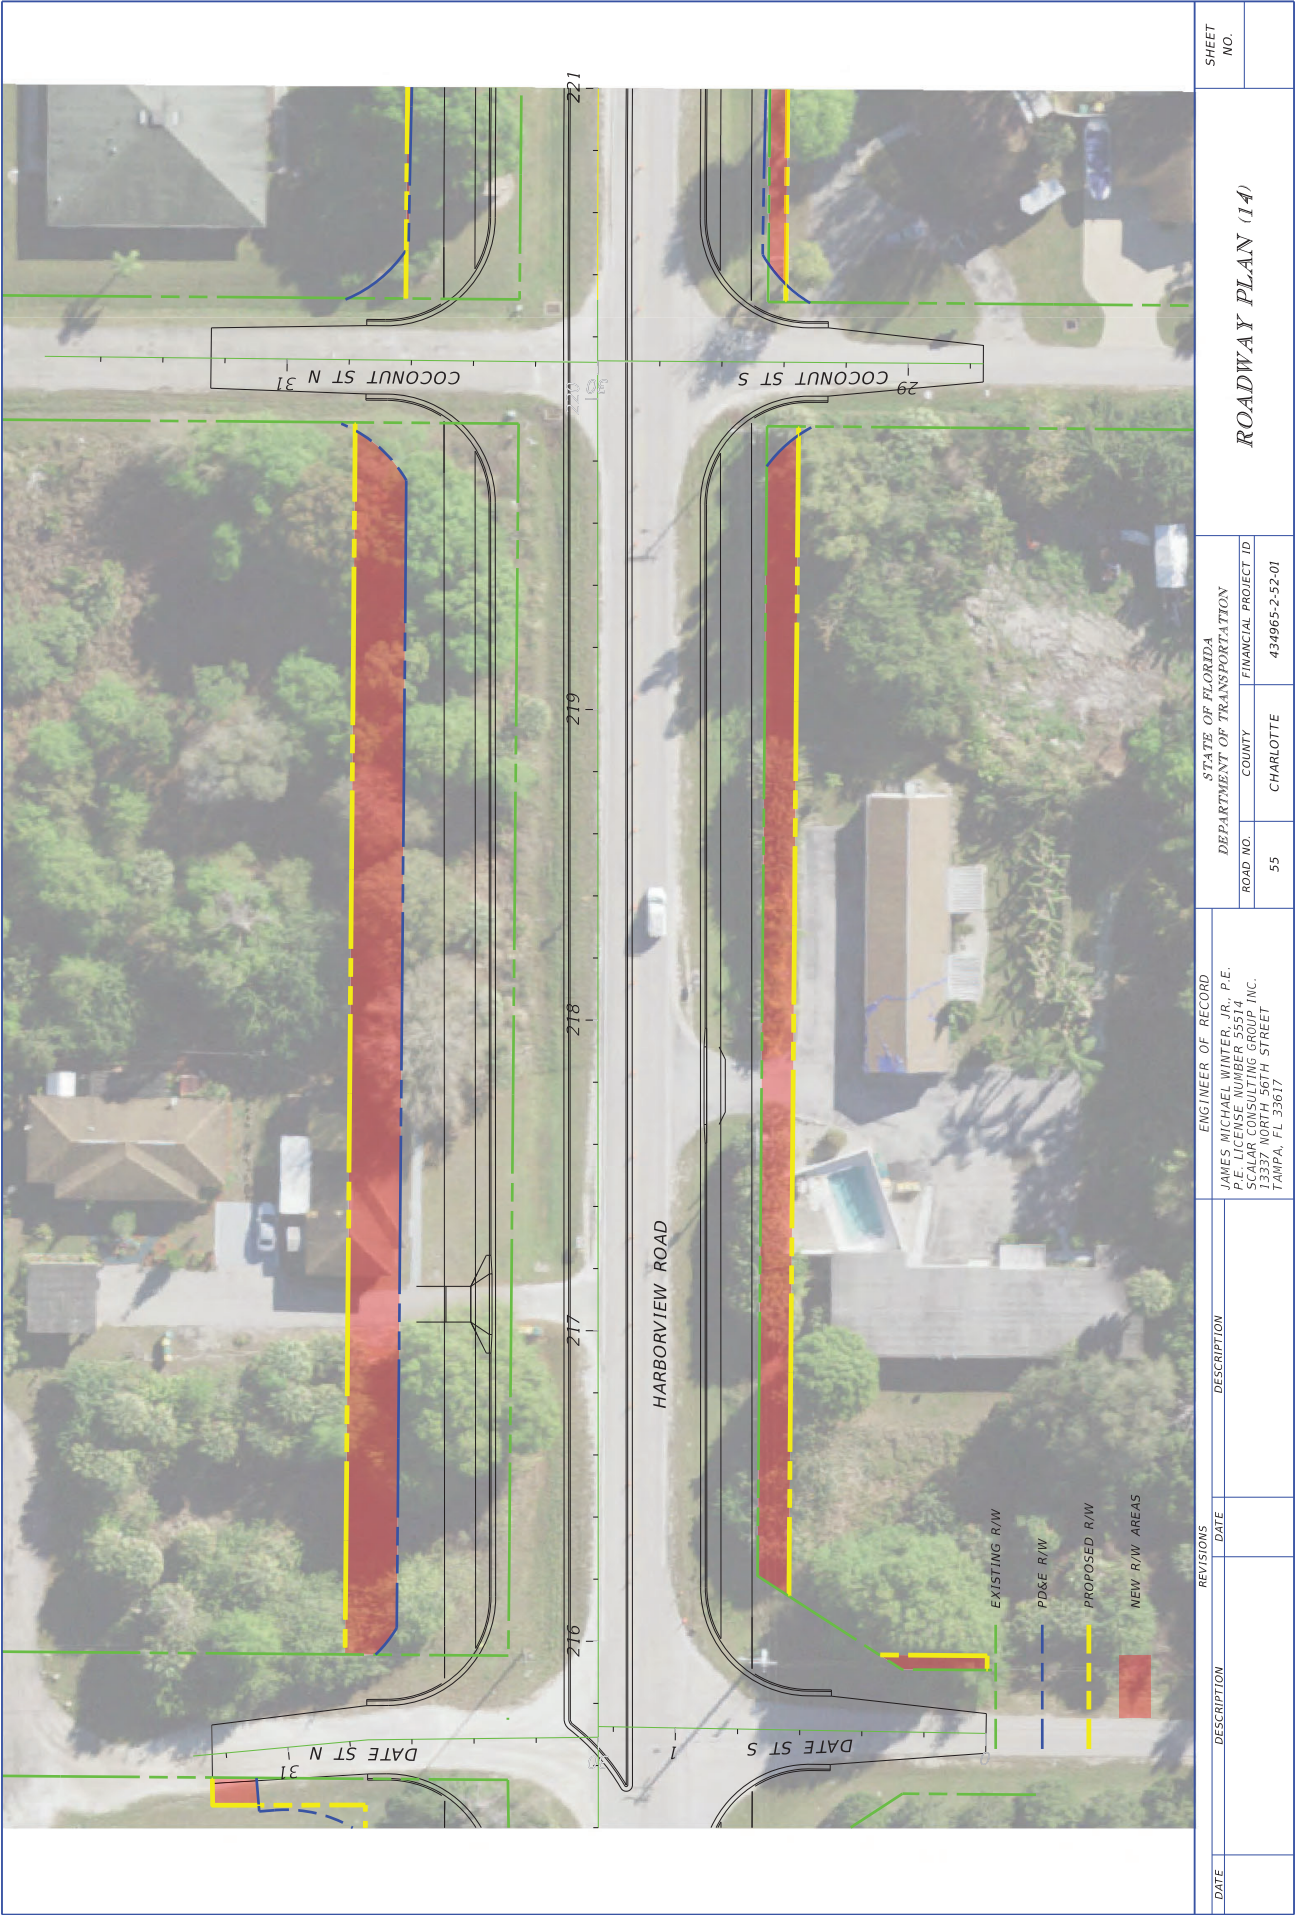 221
220
219
218
217
216
COCONUT ST N
31
COCONUT ST S
29
30
HARBORVIEW ROAD
DATE ST N
31
DATE ST S
1
EXISTING R/W
PD&E R/W
PROPOSED R/W
NEW R/W AREAS
REVISIONS
DATE
DESCRIPTION
DATE
DESCRIPTION
ENGINEER OF RECORD
JAMES MICHAEL WINTER, JR., P.E.
P.E. LICENSE NUMBER 55514
SCALAR CONSULTING GROUP INC.
13337 NORTH 56TH STREET
TAMPA, FL 33617
STATE OF FLORIDA
DEPARTMENT OF TRANSPORTATION
ROAD NO.
COUNTY
FINANCIAL PROJECT ID
55
CHARLOTTE
434965-2-52-01
ROADWAY PLAN (14)
SHEET
NO.